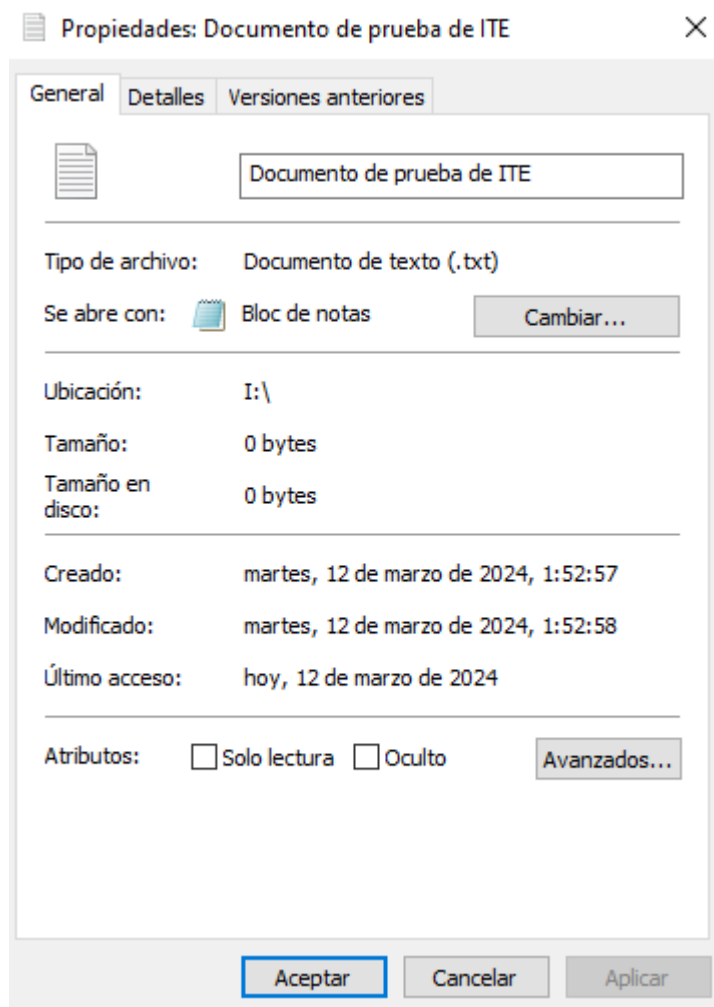 Propiedades: Documento de prueba de ITE
General Detalles Versiones anteriores
Documento de prueba de ITE
Tipo de archivo: Documento de texto (.txt)
Se abre con: Bloc de notas Cambiar...
Ubicación: I:\
Tamaño: 0 bytes
Tamaño en
disco: 0 bytes
Creado: martes, 12 de marzo de 2024, 1:52:57
Modificado: martes, 12 de marzo de 2024, 1:52:58
Último acceso: hoy, 12 de marzo de 2024
Atributos: Solo lectura Oculto Avanzados...
Aceptar Cancelar Aplicar